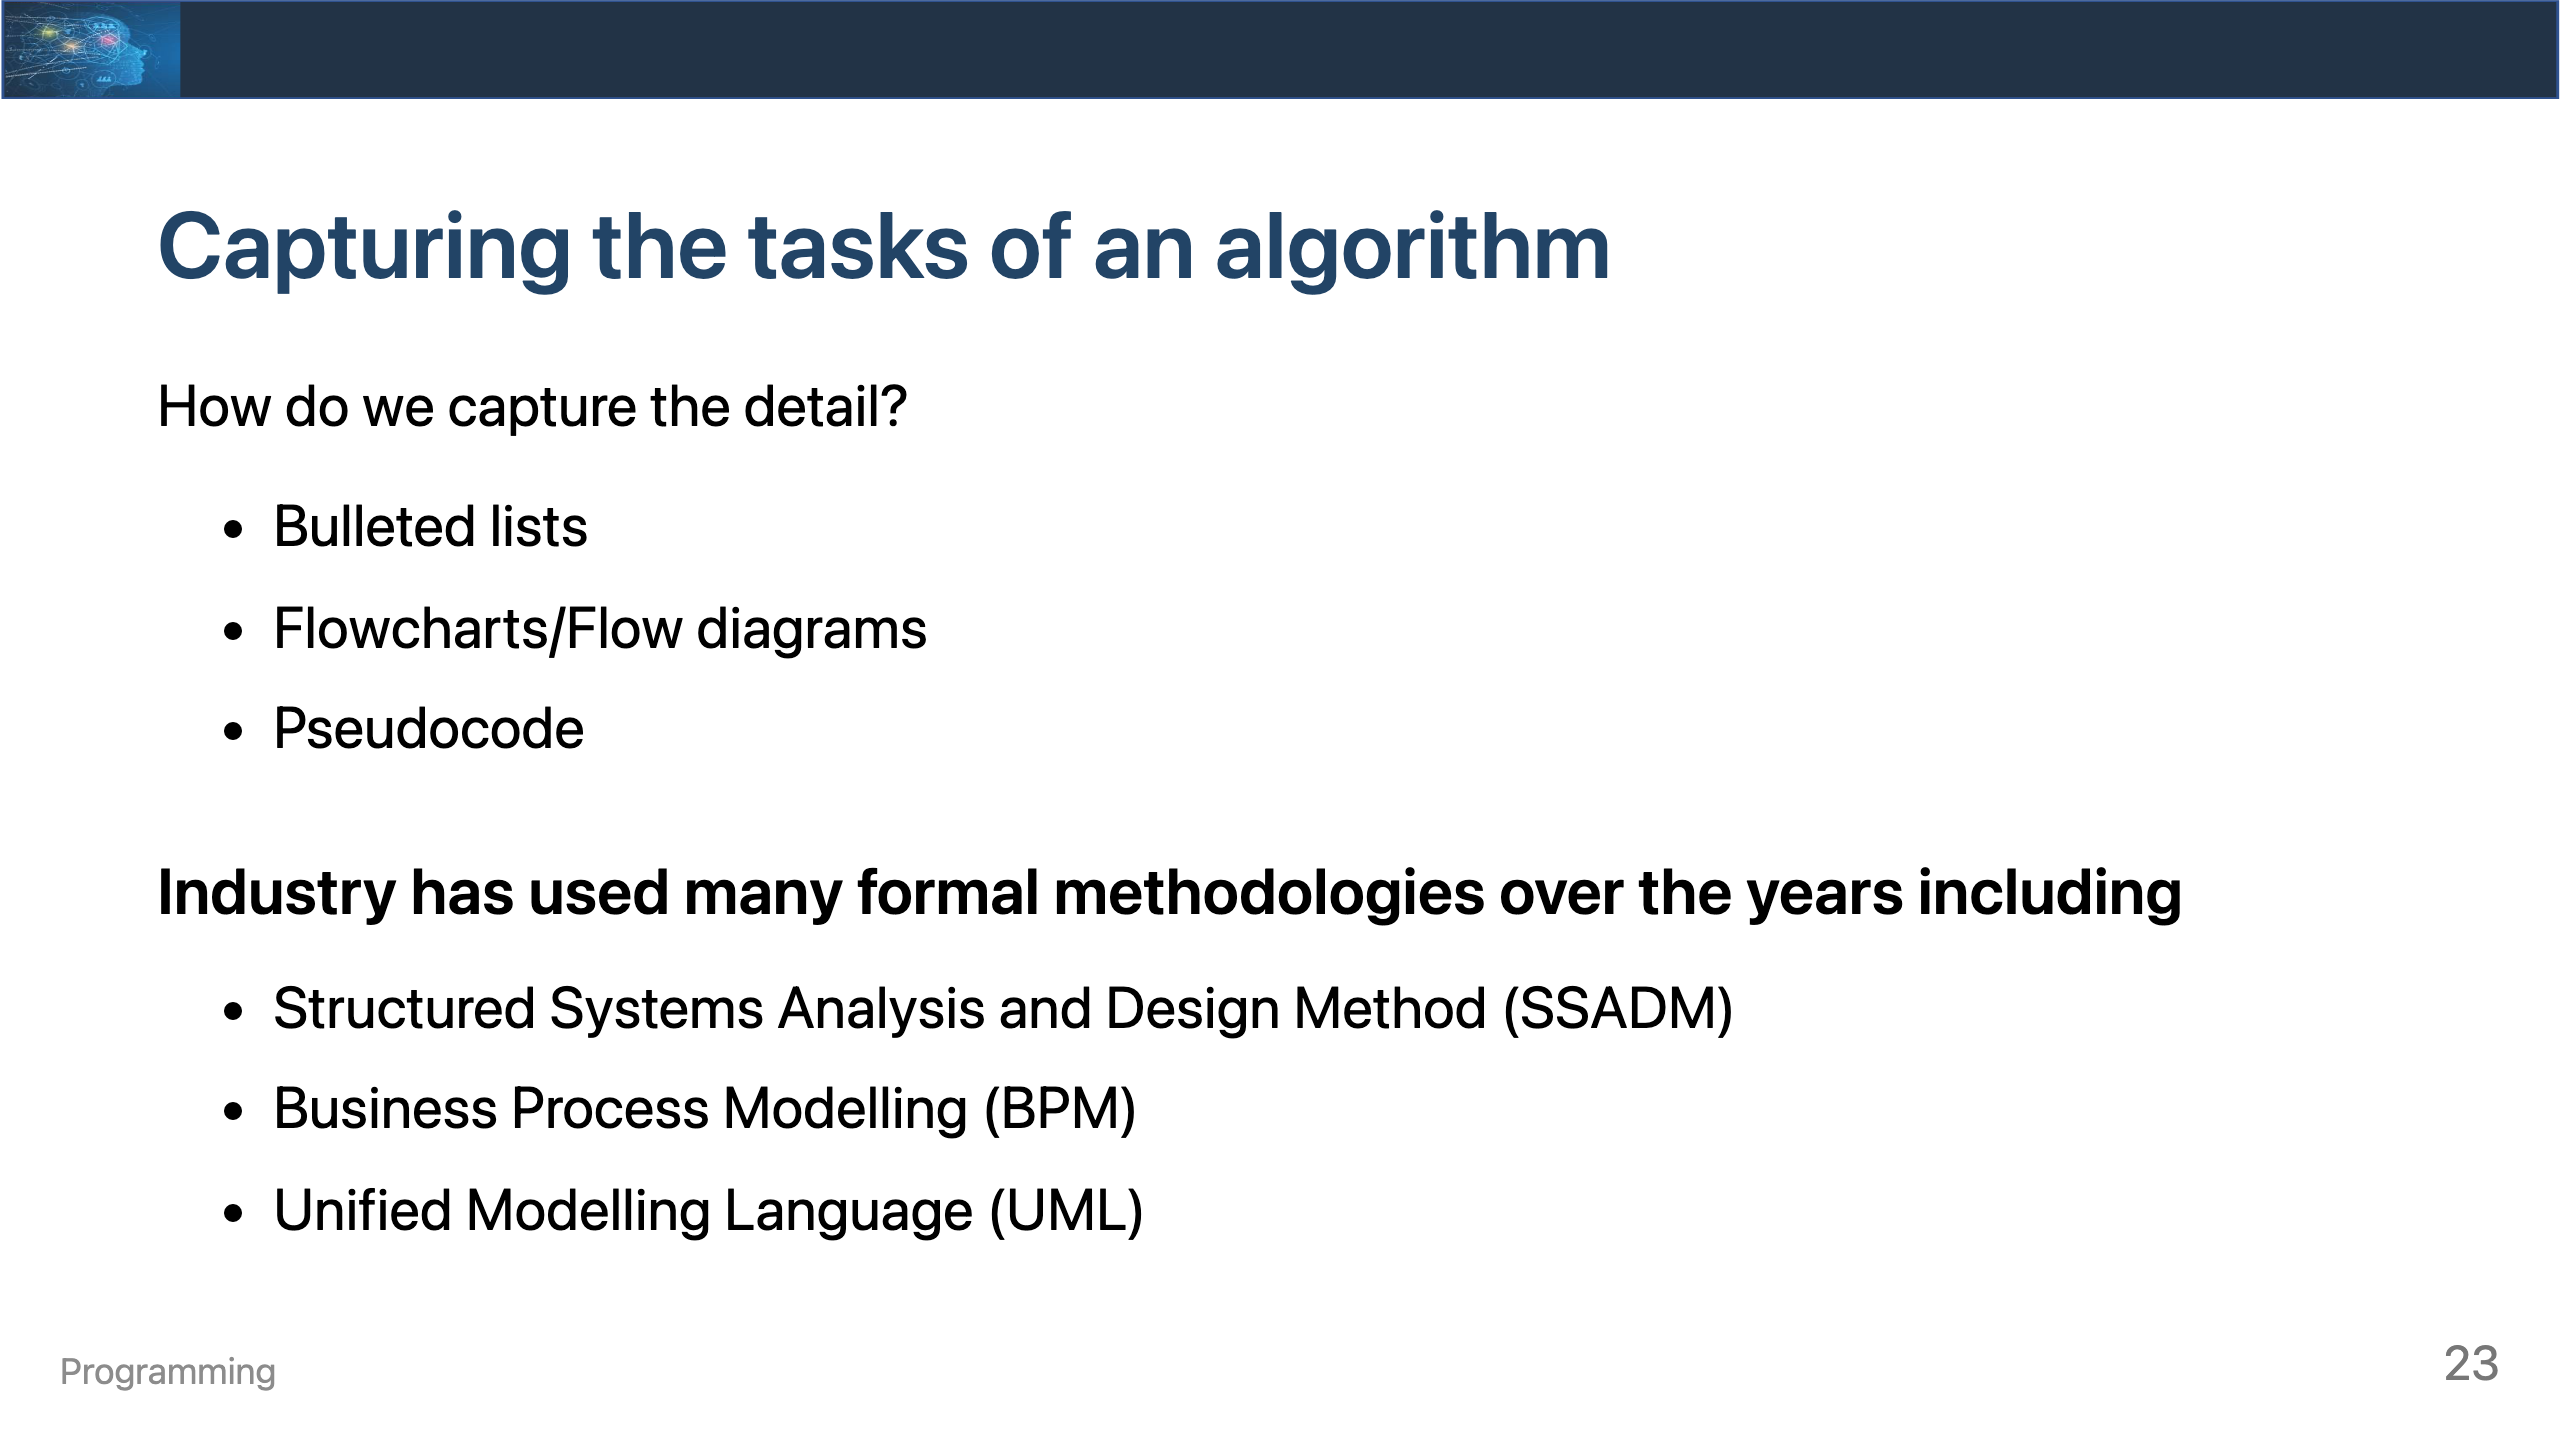 Capturing the tasks of an algorithm
How do we capture the detail?
• Bulleted lists
• Flowcharts/Flow diagrams
• Pseudocode
Industry has used many formal methodologies over the years including
• Structured Systems Analysis and Design Method (SSADM)
• Business Process Modelling (BPM)
• Unified Modelling Language (UML)
Programming
23